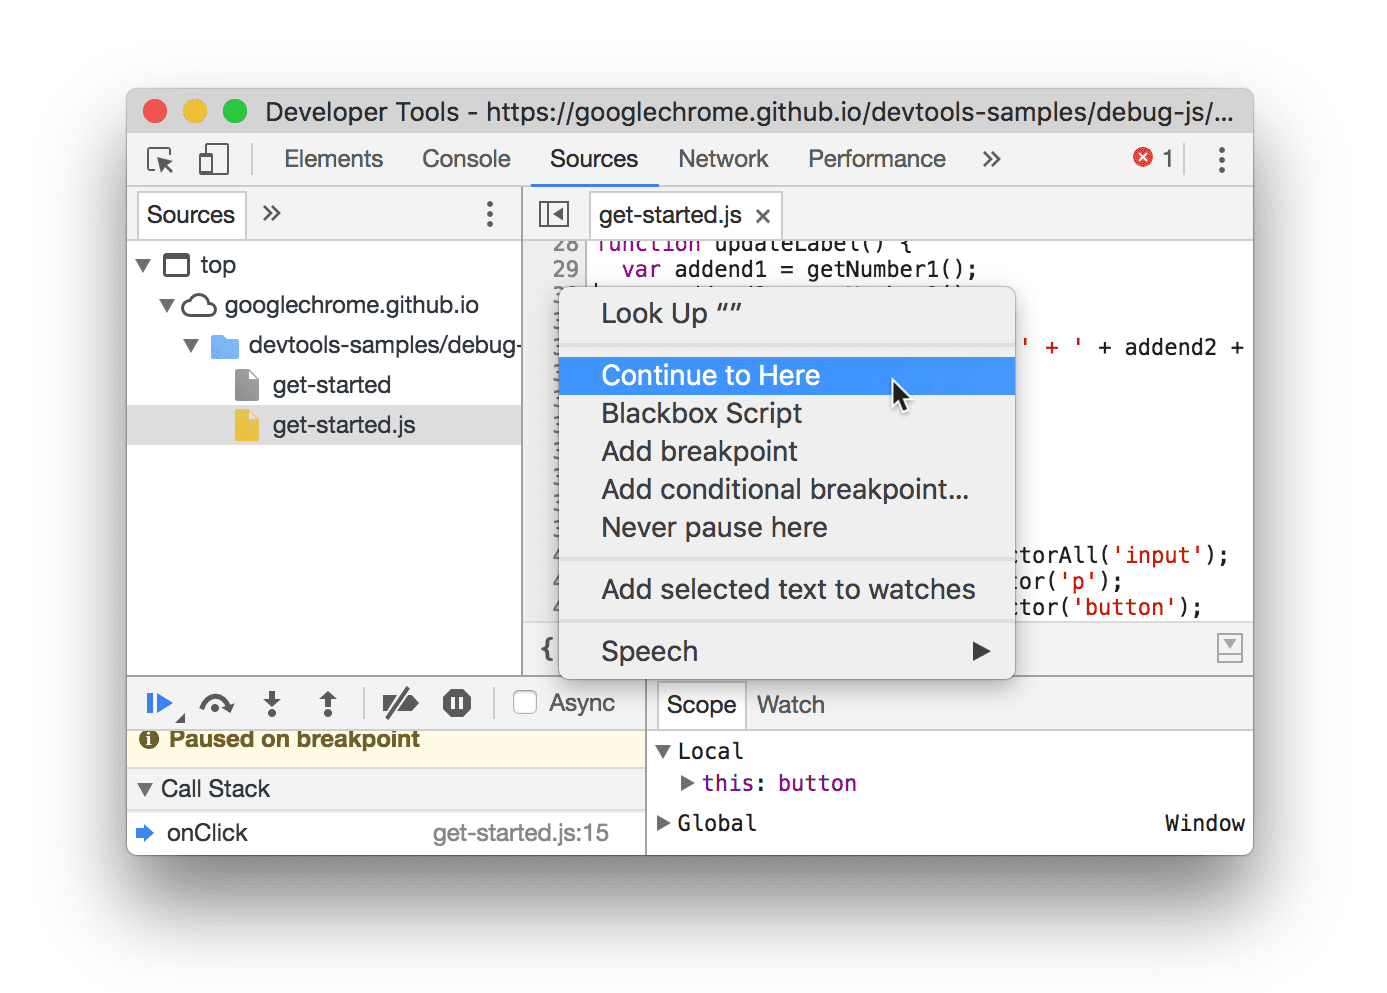 Developer Tools - https://googlechrome.github.io/devtools-samples/debug-js/...
Elements Console Sources Network Performance » 1
Sources » get-started.js ×
top
googlechrome.github.io
devtools-samples/debug-
get-started
get-started.js
28 function updateLabel() {
29 var addend1 = getNumber1();
' + ' + addend2 +
ctorAll('input');
tor('p');
ctor('button');
{
Look Up “”
Continue to Here
Blackbox Script
Add breakpoint
Add conditional breakpoint...
Never pause here
Add selected text to watches
Speech
Async
Paused on breakpoint
Call Stack
onClick get-started.js:15
Scope Watch
Local
this: button
Global Window